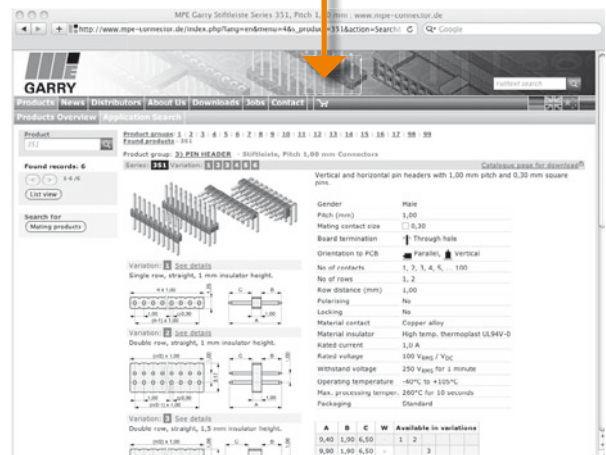 MPE Garry Stiftleiste Series 351, Pitch 1,00 mm : www.mpe-connector.de
http://www.mpe-connector.de/index.php?lang=en&menu=4&s_product=351&action=Search
Google
GARRY
Fulltext search
Products News Distributors About Us Downloads Jobs Contact
Products Overview Application Search
Product
351
Found records: 6
1-6 /6
List view
Search for
Mating products
Product groups: 1 : 2 : 3 : 4 : 5 : 6 : 7 : 8 : 9 : 10 : 11 : 12 : 13 : 14 : 15 : 16 : 17 : 98 : 99
Found products - 351
Product group: 3) PIN HEADER - Stiftleiste, Pitch 1,00 mm Connectors
Series: 351 Variation: 1 2 3 4 5 6
Catalogue page for download
Vertical and horizontal pin headers with 1,00 mm pitch and 0,30 mm square pins.
Gender Male
Pitch (mm) 1,00
Mating contact size 0,30
Board termination Through hole
Orientation to PCB Parallel, Vertical
No of contacts 1, 2, 3, 4, 5, ... 100
No of rows 1, 2
Row distance (mm) 1,00
Polarising No
Locking No
Material contact Copper alloy
Material insulator High temp. thermoplast UL94V-0
Rated current 1,0 A
Rated voltage 100 VRMS / VDC
Withstand voltage 250 VRMS for 1 minute
Operating temperature -40°C to +105°C
Max. processing temper. 260°C for 10 seconds
Packaging Standard
A B C W Available in variations
9,40 1,90 6,50 - 1 2
9,90 1,90 6,50 - 3
Variation: 1 See details
Single row, straight, 1 mm insulator height.
Variation: 2 See details
Double row, straight, 1 mm insulator height.
Variation: 3 See details
Double row, straight, 1,5 mm insulator height.